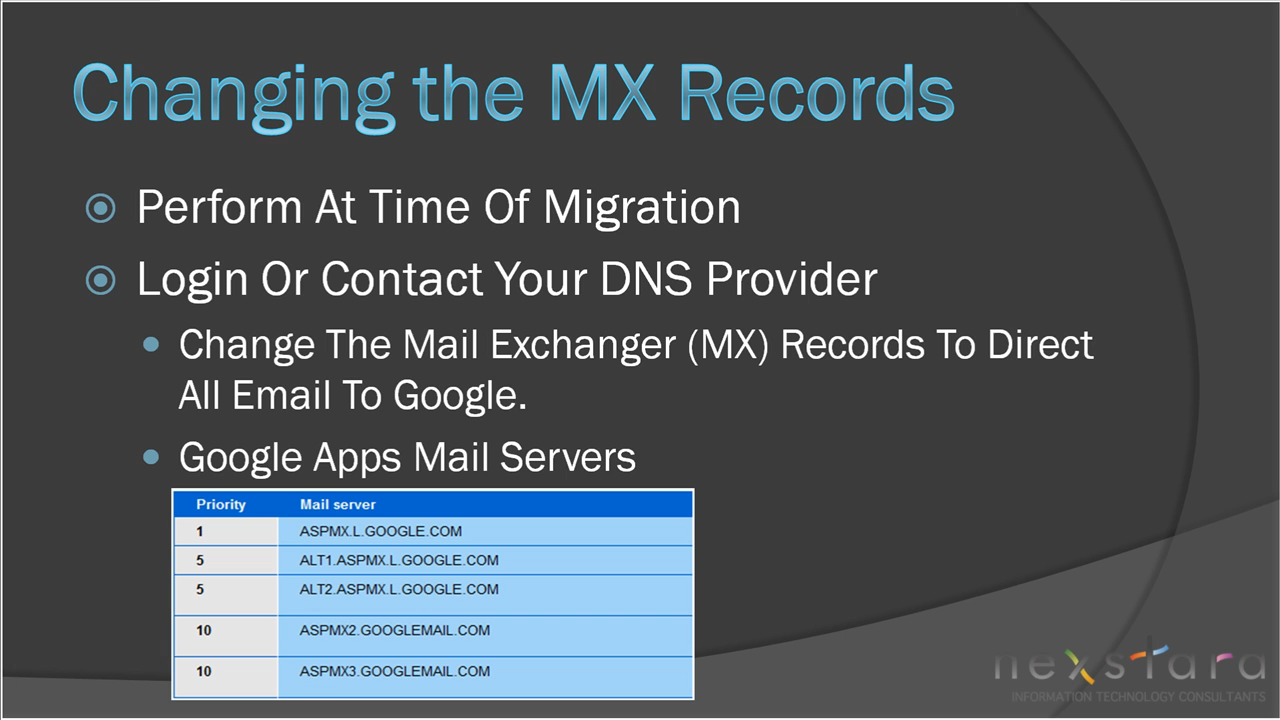 Changing the MX Records
Perform At Time Of Migration
Login Or Contact Your DNS Provider
Change The Mail Exchanger (MX) Records To Direct
All Email To Google.
Google Apps Mail Servers
Priority Mail server
1 ASPMX.L.GOOGLE.COM
5 ALT1.ASPMX.L.GOOGLE.COM
5 ALT2.ASPMX.L.GOOGLE.COM
10 ASPMX2.GOOGLEMAIL.COM
10 ASPMX3.GOOGLEMAIL.COM
nexstara
INFORMATION TECHNOLOGY CONSULTANTS